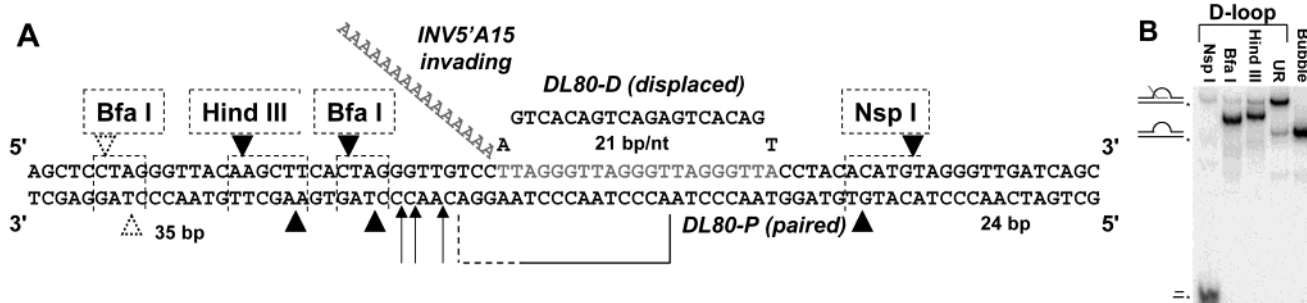 A
INV5'A15
invading
AAAAAAAAAAAAAAA
DL80-D (displaced)
GTCACAGTCAGAGTCACAG
A 21 bp/nt T
Bfa I Hind III Bfa I Nsp I
5' 3'
AGCTCCTAGGGTTACAAGCTTCACTAGGGTTGTCCTTAGGGTTAGGGTTAGGGTTACCTACACATGTAGGGTTGATCAGC
TCGAGGATCCCAATGTTCGAAGTGATCCCAACAGGAATCCCAATCCCAATCCCAATGGATGTGTACATCCCAACTAGTCG
3' 35 bp DL80-P (paired) 24 bp 5'
B
D-loop
Nsp I
Bfa I
Hind III
UR
Bubble